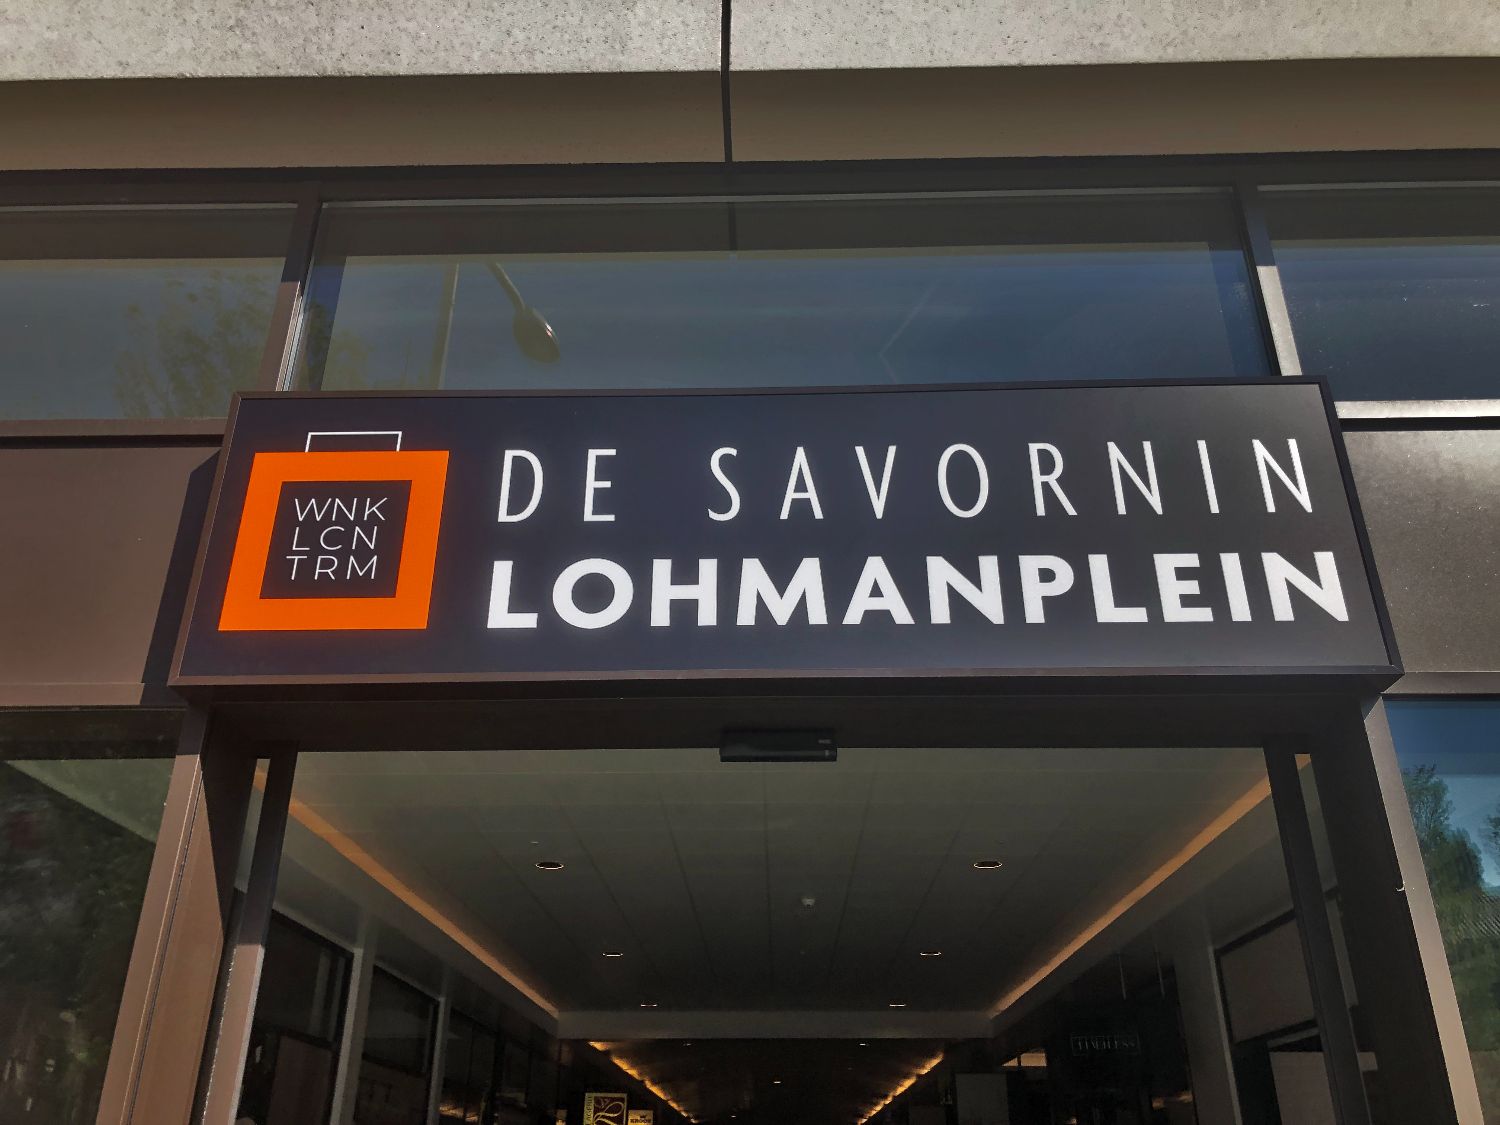 WNK
LCN
TRM
DE SAVORNIN
LOHMANPLEIN